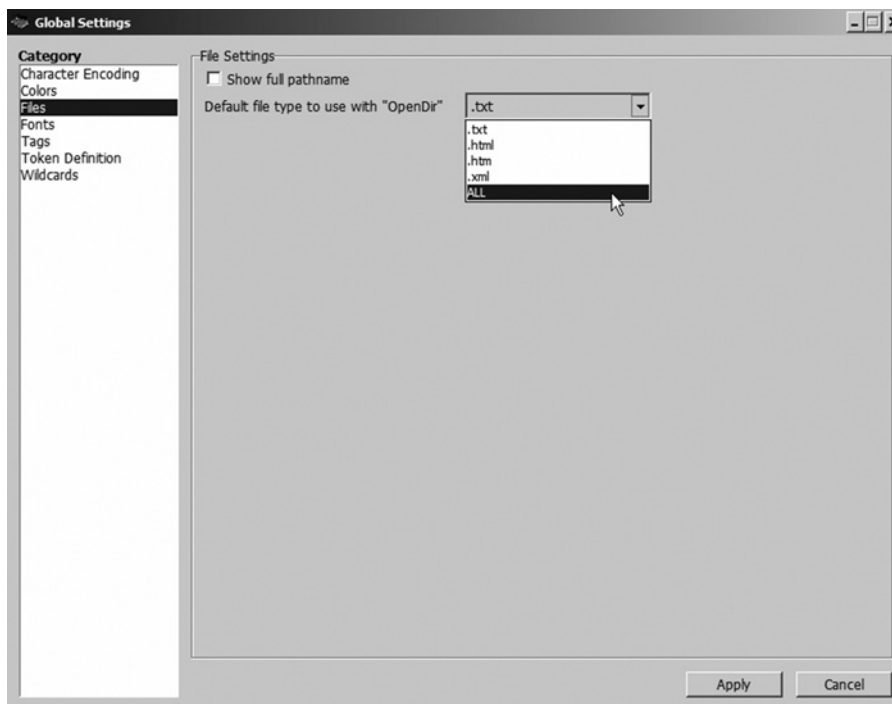 Global Settings
Category
Character Encoding
Colors
Files
Fonts
Tags
Token Definition
Wildcards
File Settings
Show full pathname
Default file type to use with "OpenDir" .txt
.txt
.html
.htm
.xml
ALL
Apply Cancel